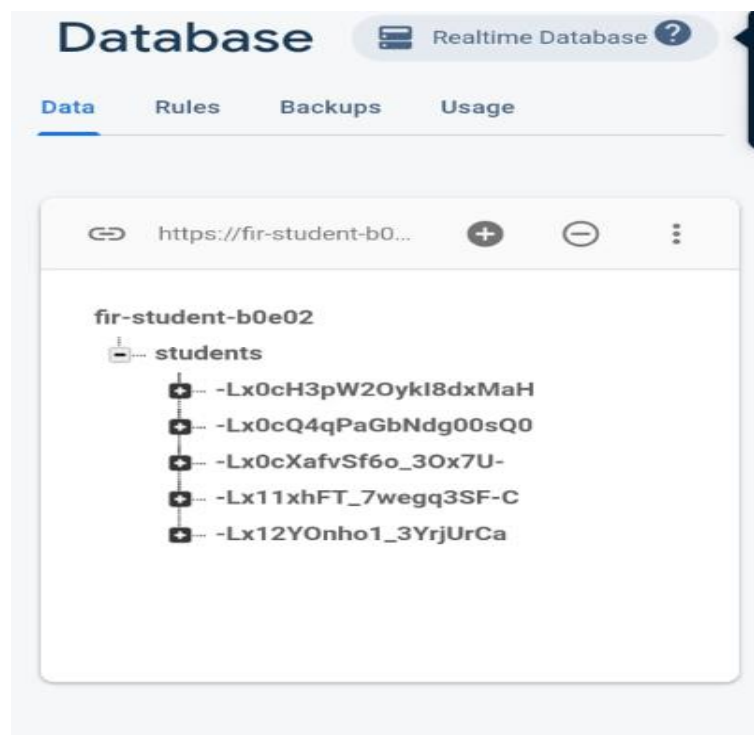 Database Realtime Database ?
Data Rules Backups Usage
https://fir-student-b0...
fir-student-b0e02
students
-Lx0cH3pW2OykI8dxMaH
-Lx0cQ4qPaGbNdg00sQ0
-Lx0cXafvSf6o_3Ox7U-
-Lx11xhFT_7wegq3SF-C
-Lx12YOnho1_3YrjUrCa